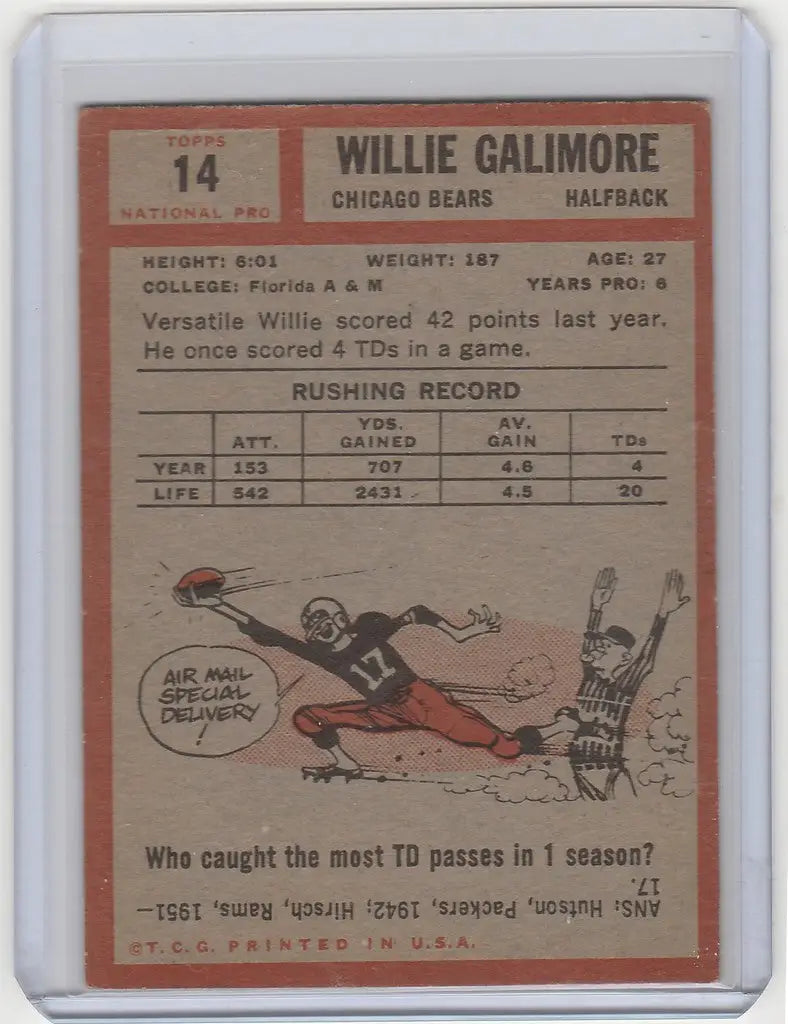 TOPPS
14
NATIONAL PRO
WILLIE GALIMORE
CHICAGO BEARS HALFBACK
HEIGHT: 6:01 WEIGHT: 187 AGE: 27
COLLEGE: Florida A & M YEARS PRO: 6
Versatile Willie scored 42 points last year.
He once scored 4 TDs in a game.
RUSHING RECORD
ATT. YDS. GAINED AV. GAIN TDs
YEAR 153 707 4.6 4
LIFE 542 2431 4.5 20
17
AIR MAIL
SPECIAL
DELIVERY
!
Who caught the most TD passes in 1 season?
ANS: Hutson, Packers, 1942; Hirsch, Rams, 1951—
17.
©T.C.G. PRINTED IN U.S.A.